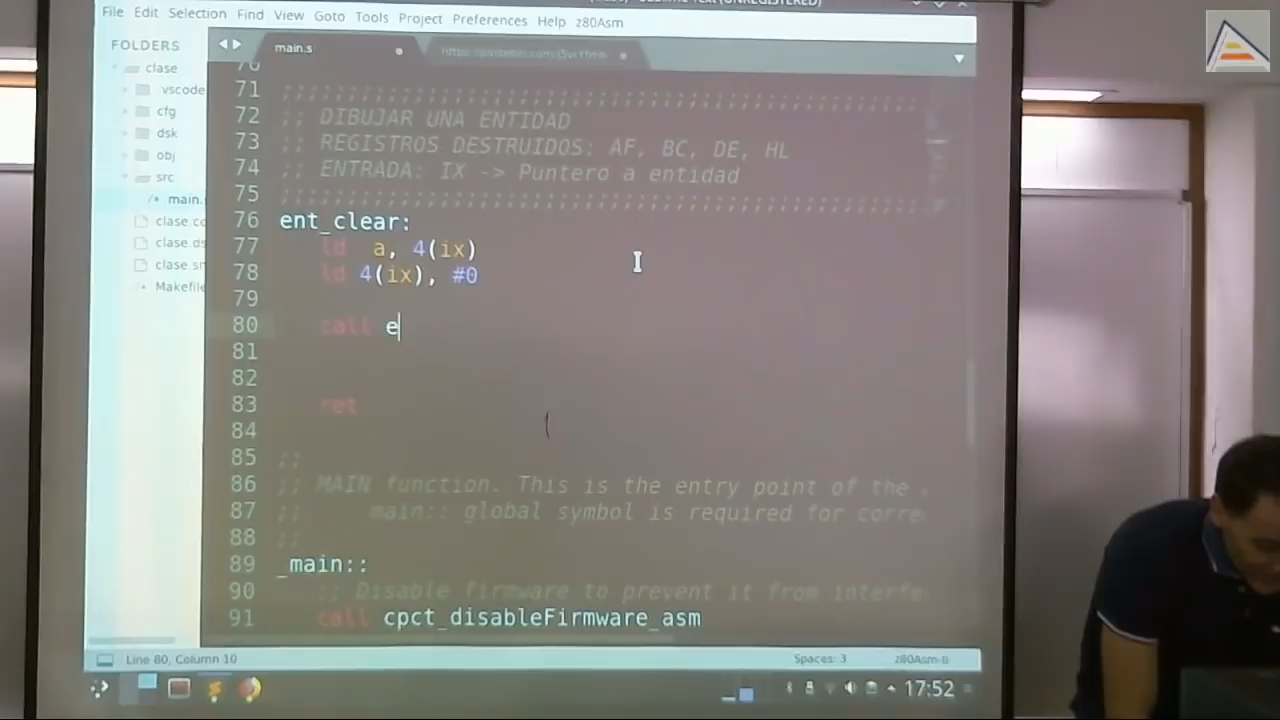 File Edit Selection Find View Goto Tools Project Preferences Help z80Asm
FOLDERS
clase
vscode
cfg
dsk
obj
src
main.
clase.co
clase.ds
clase.sn
Makefile
main.s
70
71 ;;;;;;;;;;;;;;;;;;;;;;;;;;;;;;;;;;;;;;;;;;;;;;;;
72 ;; DIBUJAR UNA ENTIDAD
73 ;; REGISTROS DESTRUIDOS: AF, BC, DE, HL
74 ;; ENTRADA: IX -> Puntero a entidad
75 ;;;;;;;;;;;;;;;;;;;;;;;;;;;;;;;;;;;;;;;;;;;;;;;;
76 ent_clear:
77 ld a, 4(ix)
78 ld 4(ix), #0
79
80 call e
81
82
83 ret
84
85 ;;
86 ;; MAIN function. This is the entry point of the
87 ;; main:: global symbol is required for corre
88 ;;
89 _main::
90 ;; Disable firmware to prevent it from interfe
91 call cpct_disableFirmware_asm
Line 80, Column 10
Spaces: 3
17:52